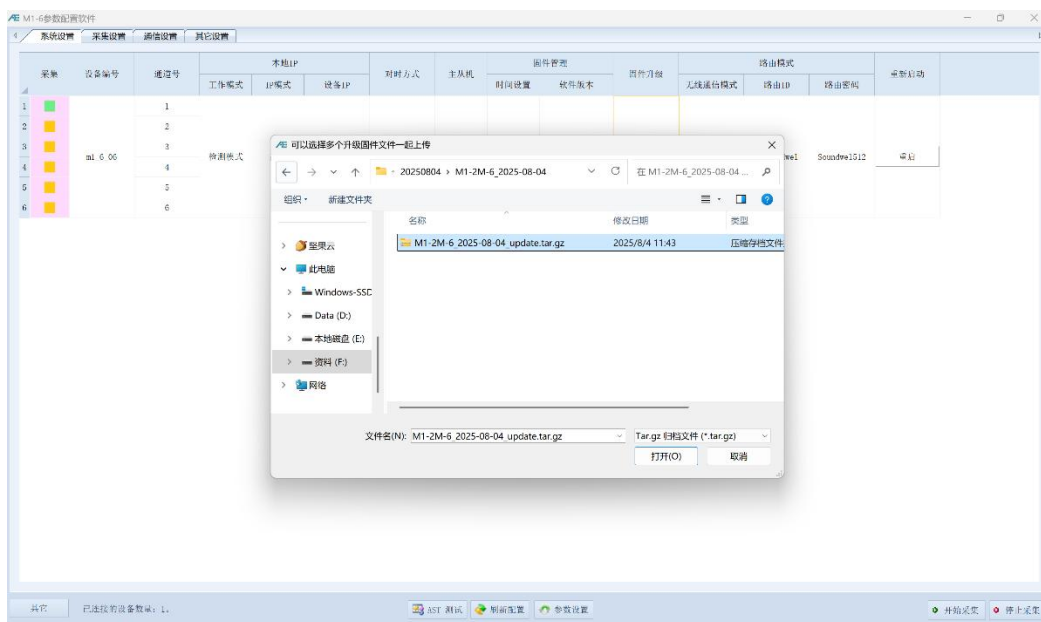 AE M1-6参数配置软件
系统设置 采集设置 通信设置 其它设置
本地IP 固件管理 路由模式
采集 设备编号 通道号 对时方式 主从机 固件升级 重新启动
工作模式 IP模式 设备IP 时间设置 软件版本 无线通信模式 路由ID 路由密码
1 1
2 2
3 3
m1_6_06 检测模式 Soundwe1512 重启
4 4
5 5
6 6
AE 可以选择多个升级固件文件一起上传
20250804 › M1-2M-6_2025-08-04 在 M1-2M-6_2025-08-04 ...
组织 新建文件夹
名称 修改日期 类型
坚果云 M1-2M-6_2025-08-04_update.tar.gz 2025/8/4 11:43 压缩存档文件
此电脑
Windows-SSD
Data (D:)
本地磁盘 (E:)
资料 (F:)
网络
文件名(N): M1-2M-6_2025-08-04_update.tar.gz Tar.gz 归档文件 (*.tar.gz)
打开(O) 取消
其它 已连接的设备数量: 1. AST 测试 刷新配置 参数设置 开始采集 停止采集